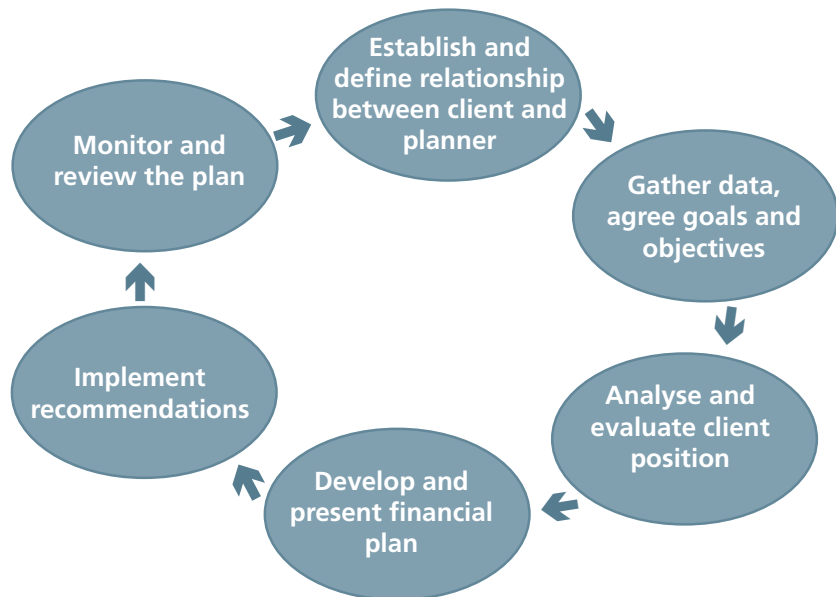 Establish and
define relationship
between client and
planner
Gather data,
agree goals and
objectives
Analyse and
evaluate client
position
Develop and
present financial
plan
Implement
recommendations
Monitor and
review the plan